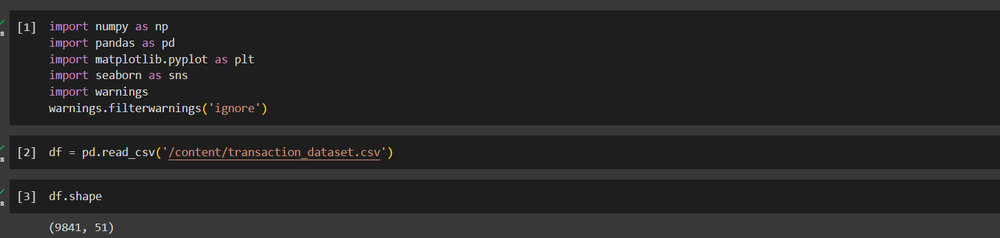 [1] import numpy as np
import pandas as pd
import matplotlib.pyplot as plt
import seaborn as sns
import warnings
warnings.filterwarnings('ignore')
s
[2] df = pd.read_csv('/content/transaction_dataset.csv')
s
[3] df.shape
s
(9841, 51)